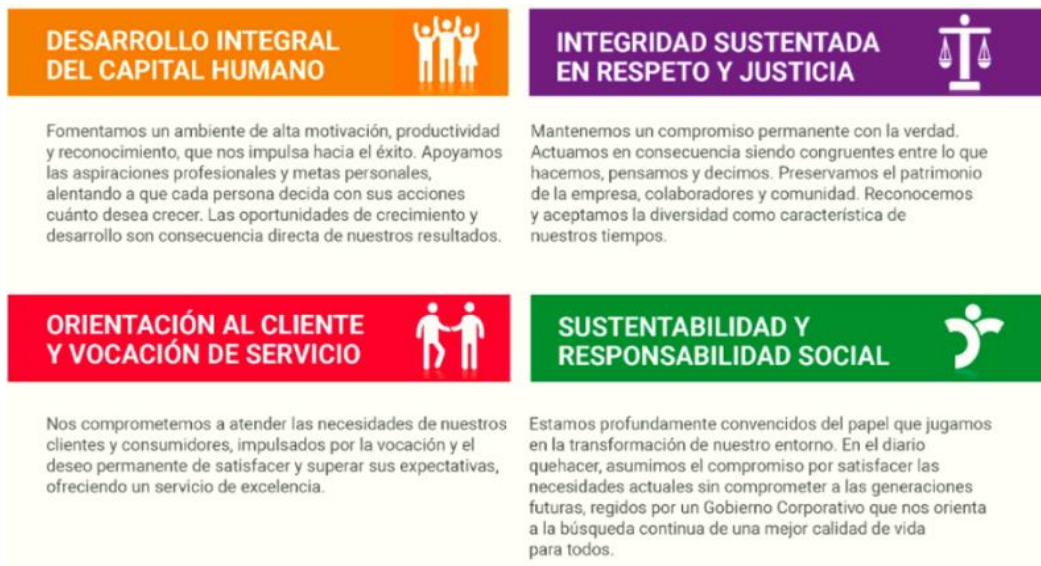 DESARROLLO INTEGRAL
DEL CAPITAL HUMANO
Fomentamos un ambiente de alta motivación, productividad
y reconocimiento, que nos impulsa hacia el éxito. Apoyamos
las aspiraciones profesionales y metas personales,
alentando a que cada persona decida con sus acciones
cuánto desea crecer. Las oportunidades de crecimiento y
desarrollo son consecuencia directa de nuestros resultados.
INTEGRIDAD SUSTENTADA
EN RESPETO Y JUSTICIA
Mantenemos un compromiso permanente con la verdad.
Actuamos en consecuencia siendo congruentes entre lo que
hacemos, pensamos y decimos. Preservamos el patrimonio
de la empresa, colaboradores y comunidad. Reconocemos
y aceptamos la diversidad como característica de
nuestros tiempos.
ORIENTACIÓN AL CLIENTE
Y VOCACIÓN DE SERVICIO
Nos comprometemos a atender las necesidades de nuestros
clientes y consumidores, impulsados por la vocación y el
deseo permanente de satisfacer y superar sus expectativas,
ofreciendo un servicio de excelencia.
SUSTENTABILIDAD Y
RESPONSABILIDAD SOCIAL
Estamos profundamente convencidos del papel que jugamos
en la transformación de nuestro entorno. En el diario
quehacer, asumimos el compromiso por satisfacer las
necesidades actuales sin comprometer a las generaciones
futuras, regidos por un Gobierno Corporativo que nos orienta
a la búsqueda continua de una mejor calidad de vida
para todos.